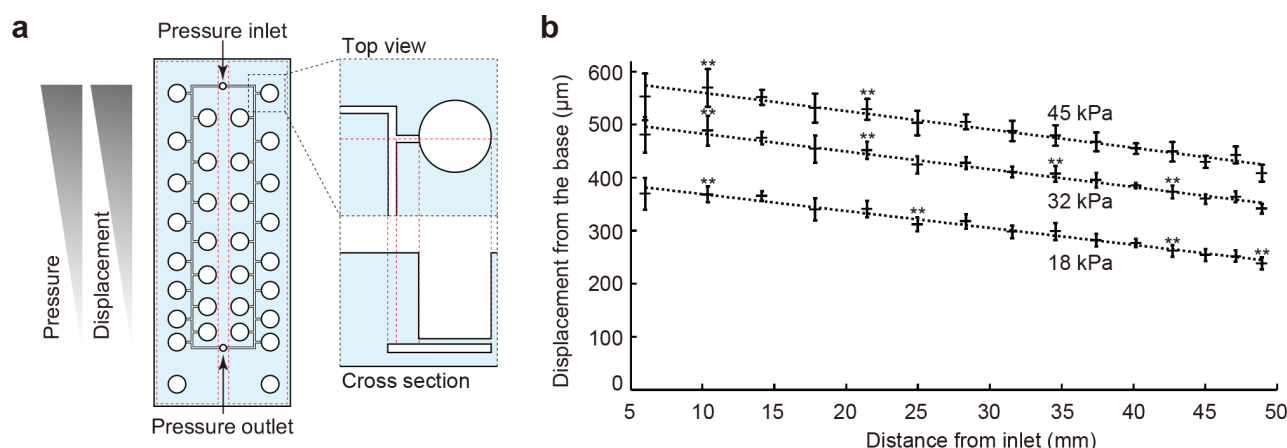 a
Pressure inlet
Top view
Pressure
Displacement
Cross section
Pressure outlet
b
Displacement from the base (μm)
600
500
400
300
200
100
0
** ** 45 kPa
** ** ** ** 32 kPa
** ** ** ** 18 kPa
5 10 15 20 25 30 35 40 45 50
Distance from inlet (mm)